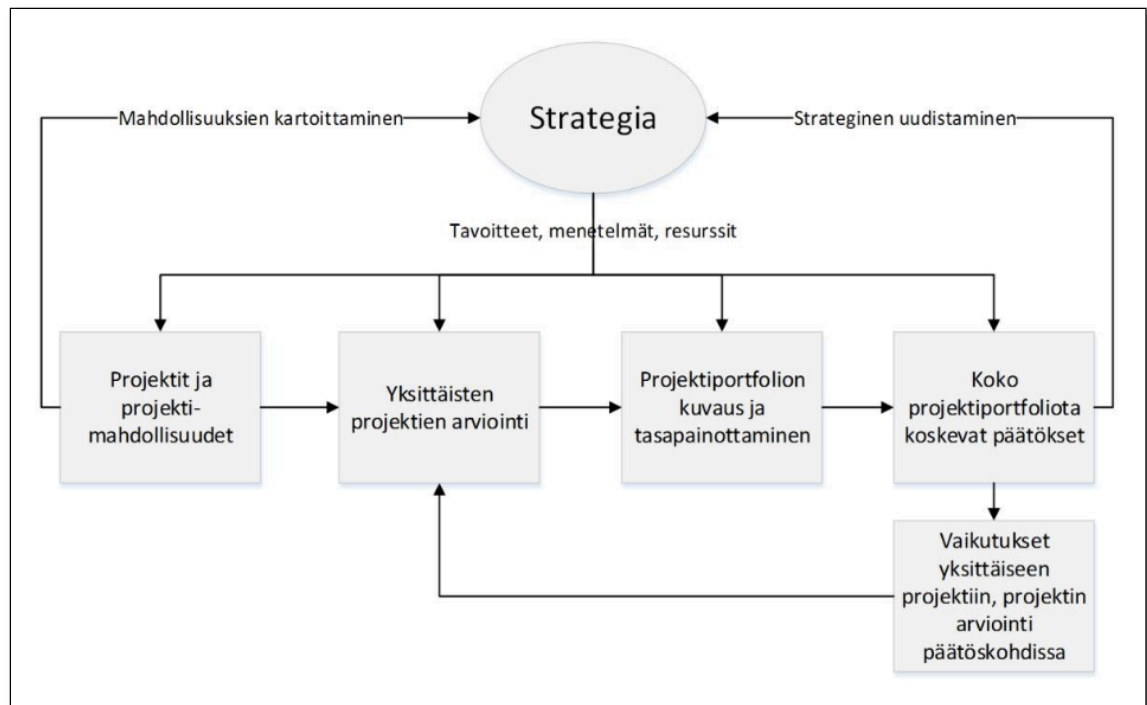 Strategia
Mahdollisuuksien kartoittaminen
Strateginen uudistaminen
Tavoitteet, menetelmät, resurssit
Projektit ja
projekti-
mahdollisuudet
Yksittäisten
projektien arviointi
Projektiportfolion
kuvaus ja
tasapainottaminen
Koko
projektiportfoliota
koskevat päätökset
Vaikutukset
yksittäiseen
projektiin, projektin
arviointi
päätöskohdissa